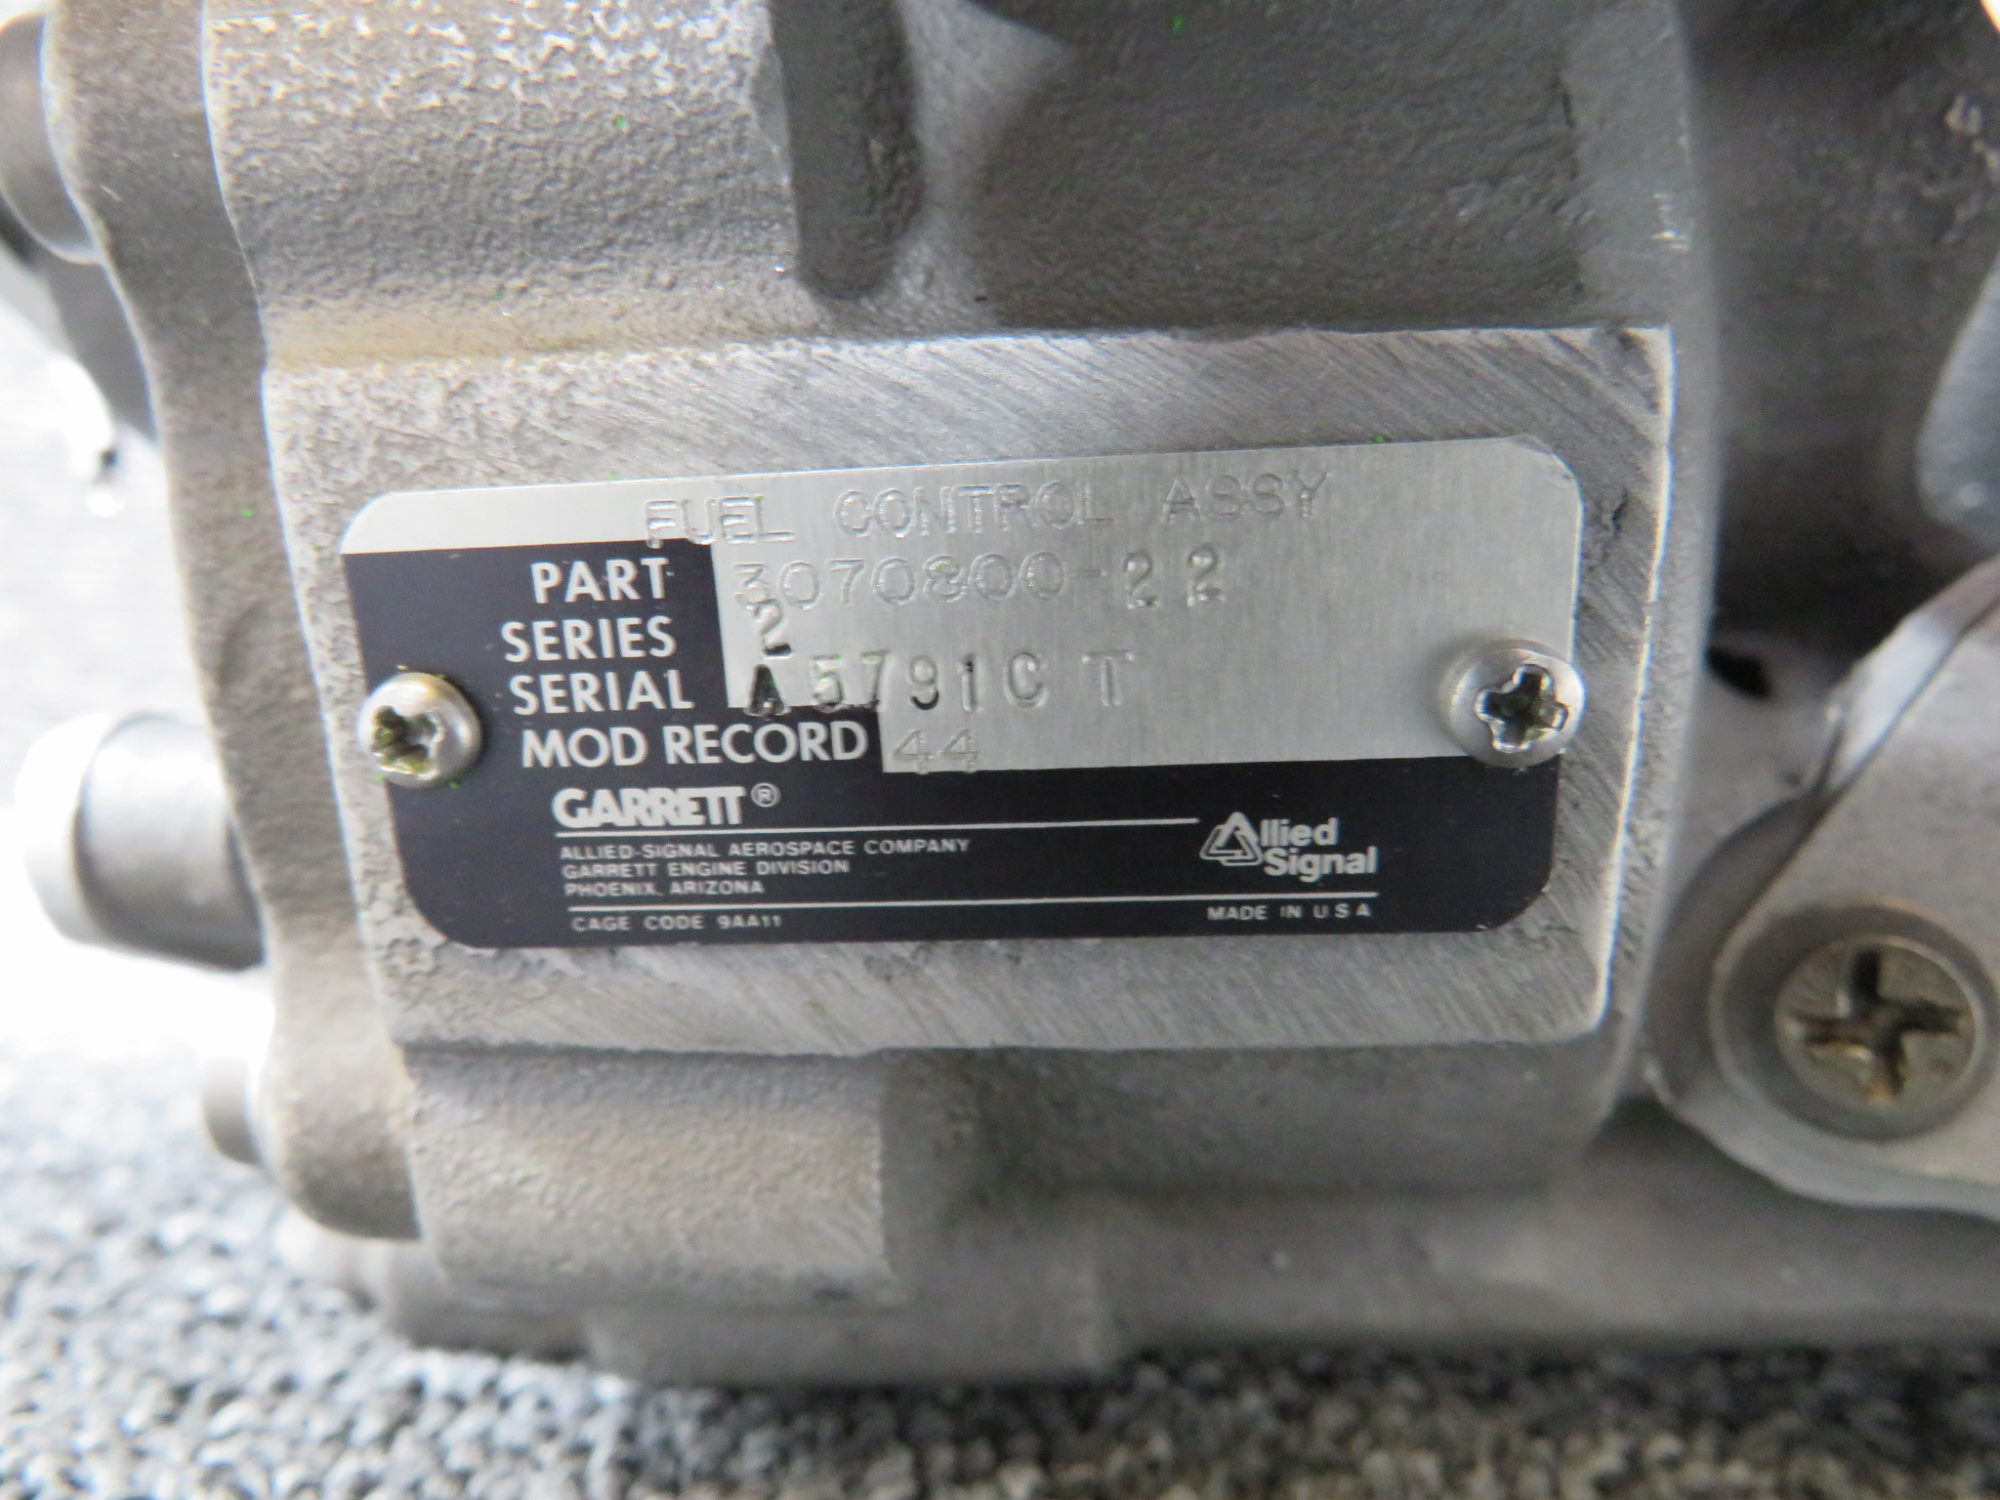 FUEL CONTROL ASSY
PART 3070800-22
SERIES 2
SERIAL A5791CT
MOD RECORD 44
GARRETT®
ALLIED-SIGNAL AEROSPACE COMPANY
GARRETT ENGINE DIVISION
PHOENIX, ARIZONA
Allied
Signal
CAGE CODE 9AA11
MADE IN U S A